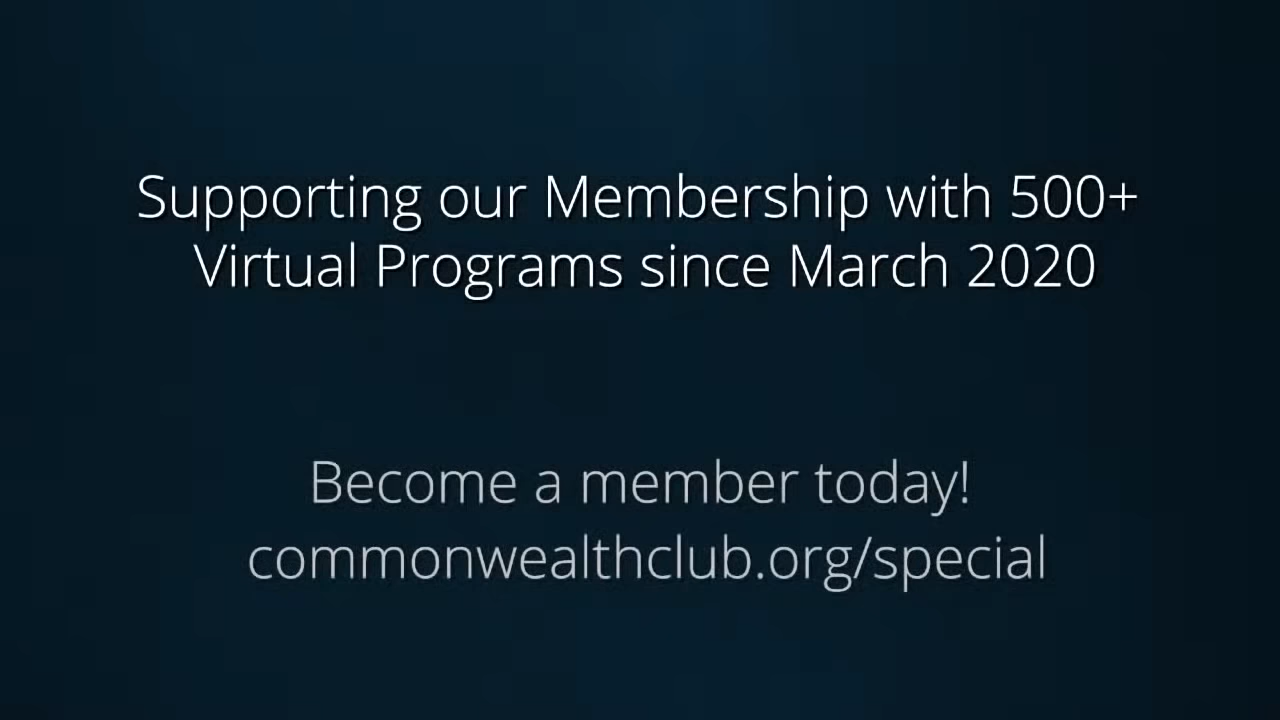 Supporting our Membership with 500+
Virtual Programs since March 2020
Become a member today!
commonwealthclub.org/special